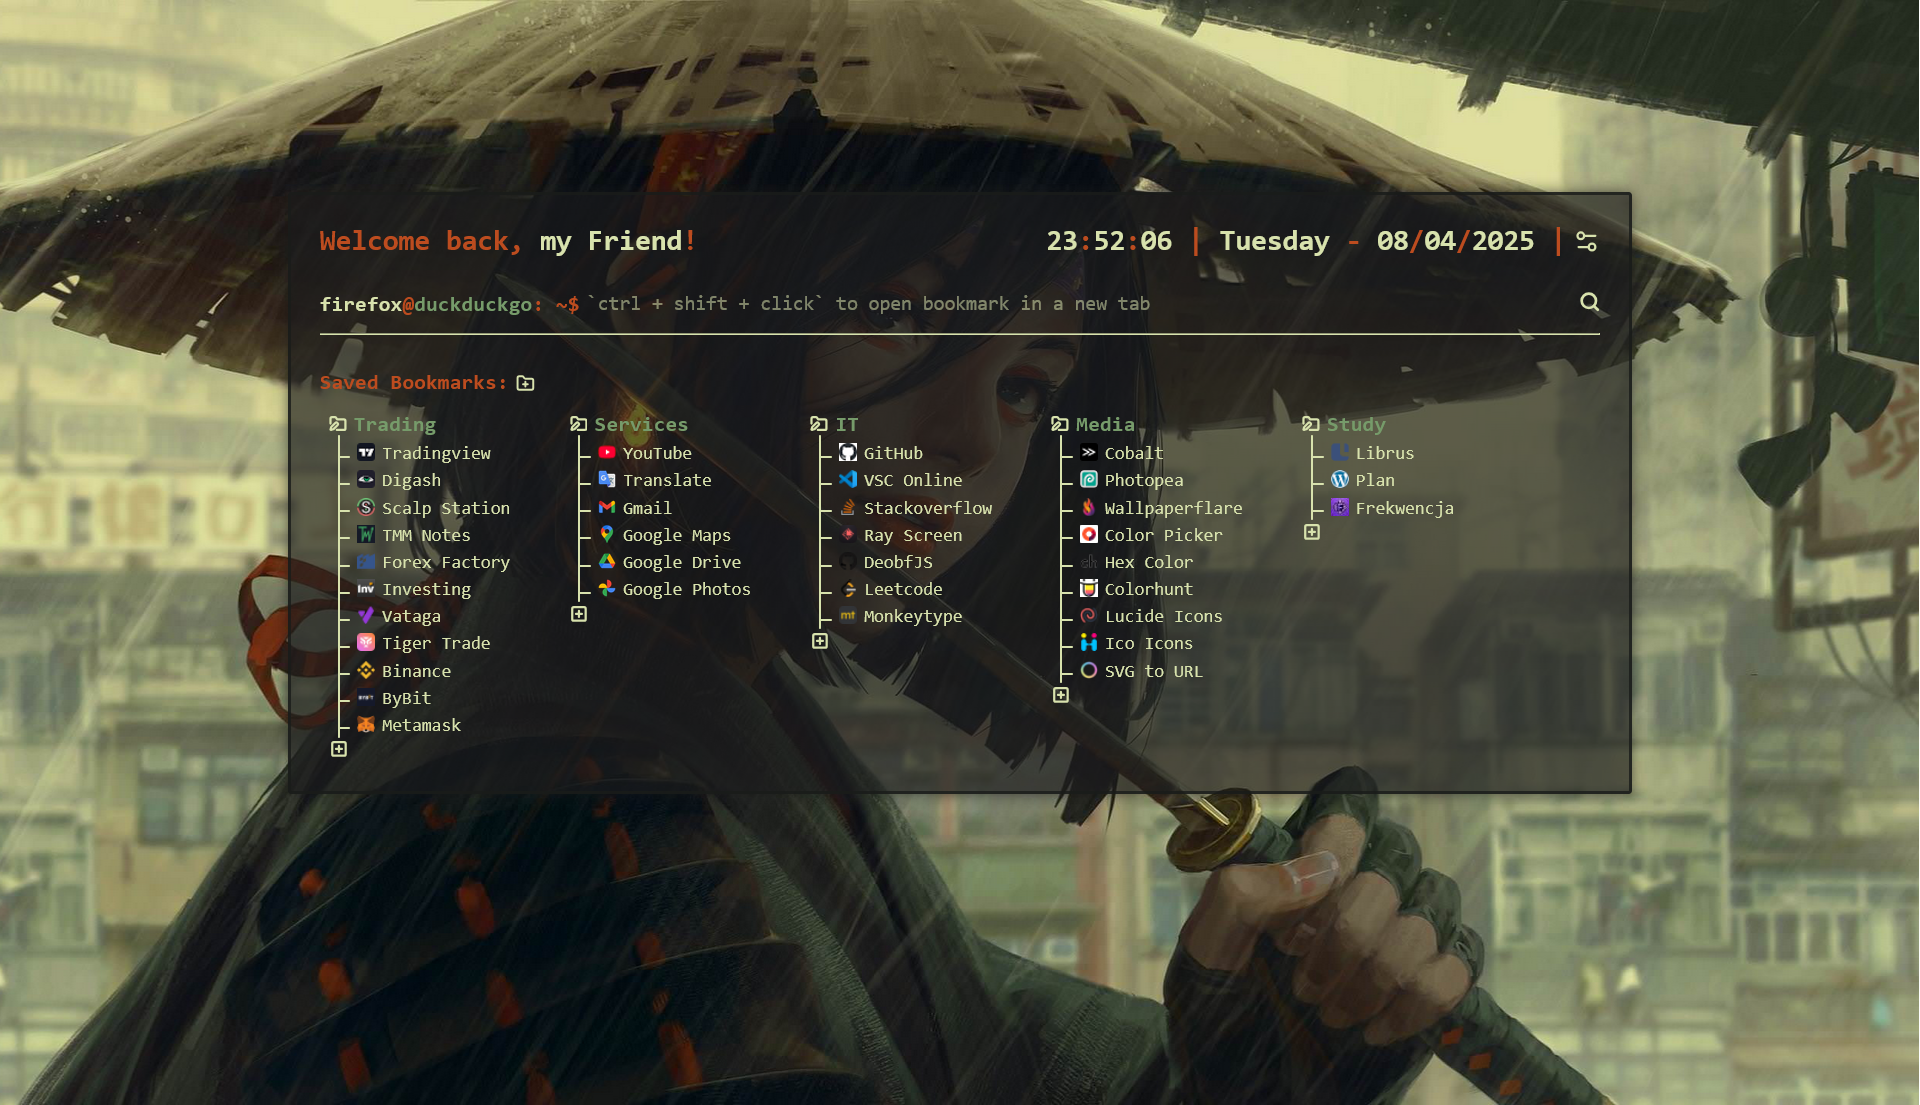 Welcome back, my Friend!
23:52:06 | Tuesday - 08/04/2025 |
firefox@duckduckgo: ~$ `ctrl + shift + click` to open bookmark in a new tab
Saved Bookmarks:
Trading
Tradingview
Digash
Scalp Station
TMM Notes
Forex Factory
Investing
Vataga
Tiger Trade
Binance
ByBit
Metamask
Services
YouTube
Translate
Gmail
Google Maps
Google Drive
Google Photos
IT
GitHub
VSC Online
Stackoverflow
Ray Screen
DeobfJS
Leetcode
Monkeytype
Media
Cobalt
Photopea
Wallpaperflare
Color Picker
Hex Color
Colorhunt
Lucide Icons
Ico Icons
SVG to URL
Study
Librus
Plan
Frekwencja